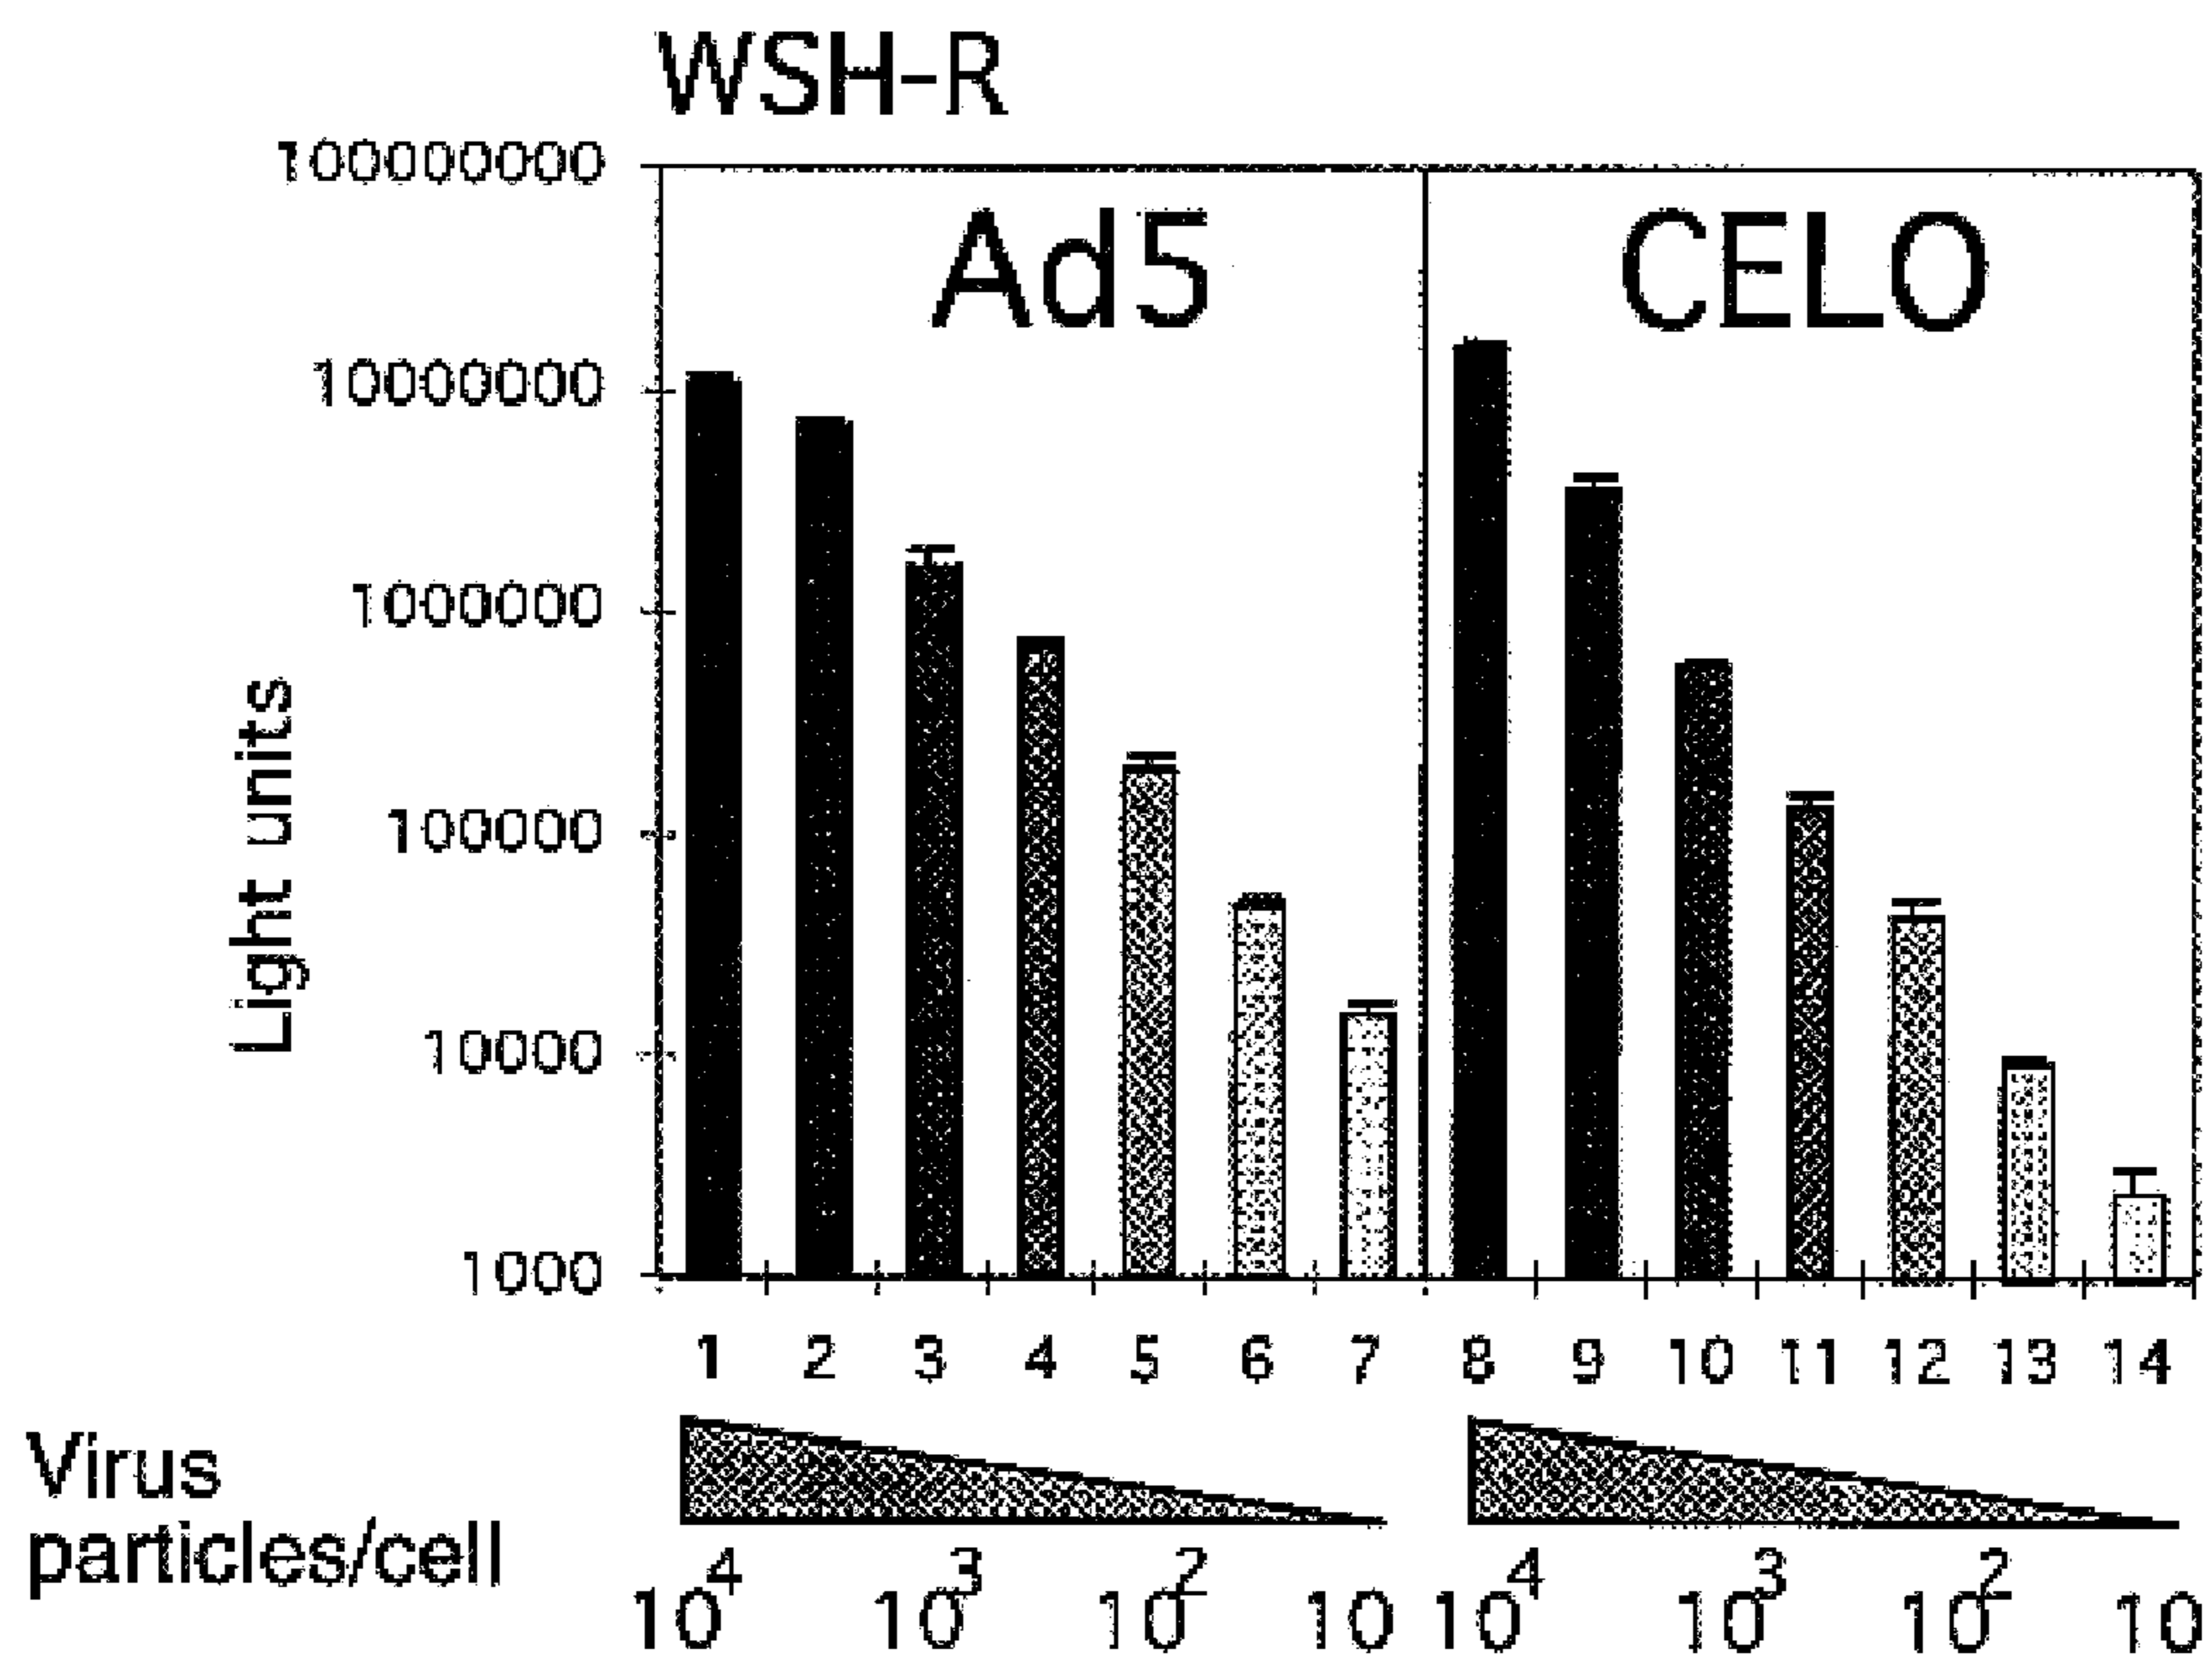 WSH-R
100000000
Ad5 CELO
10000000
1000000
100000
10000
1000
Light units
1 2 3 4 5 6 7 8 9 10 11 12 13 14
Virus
particles/cell
10⁴ 10³ 10² 10 10⁴ 10³ 10² 10